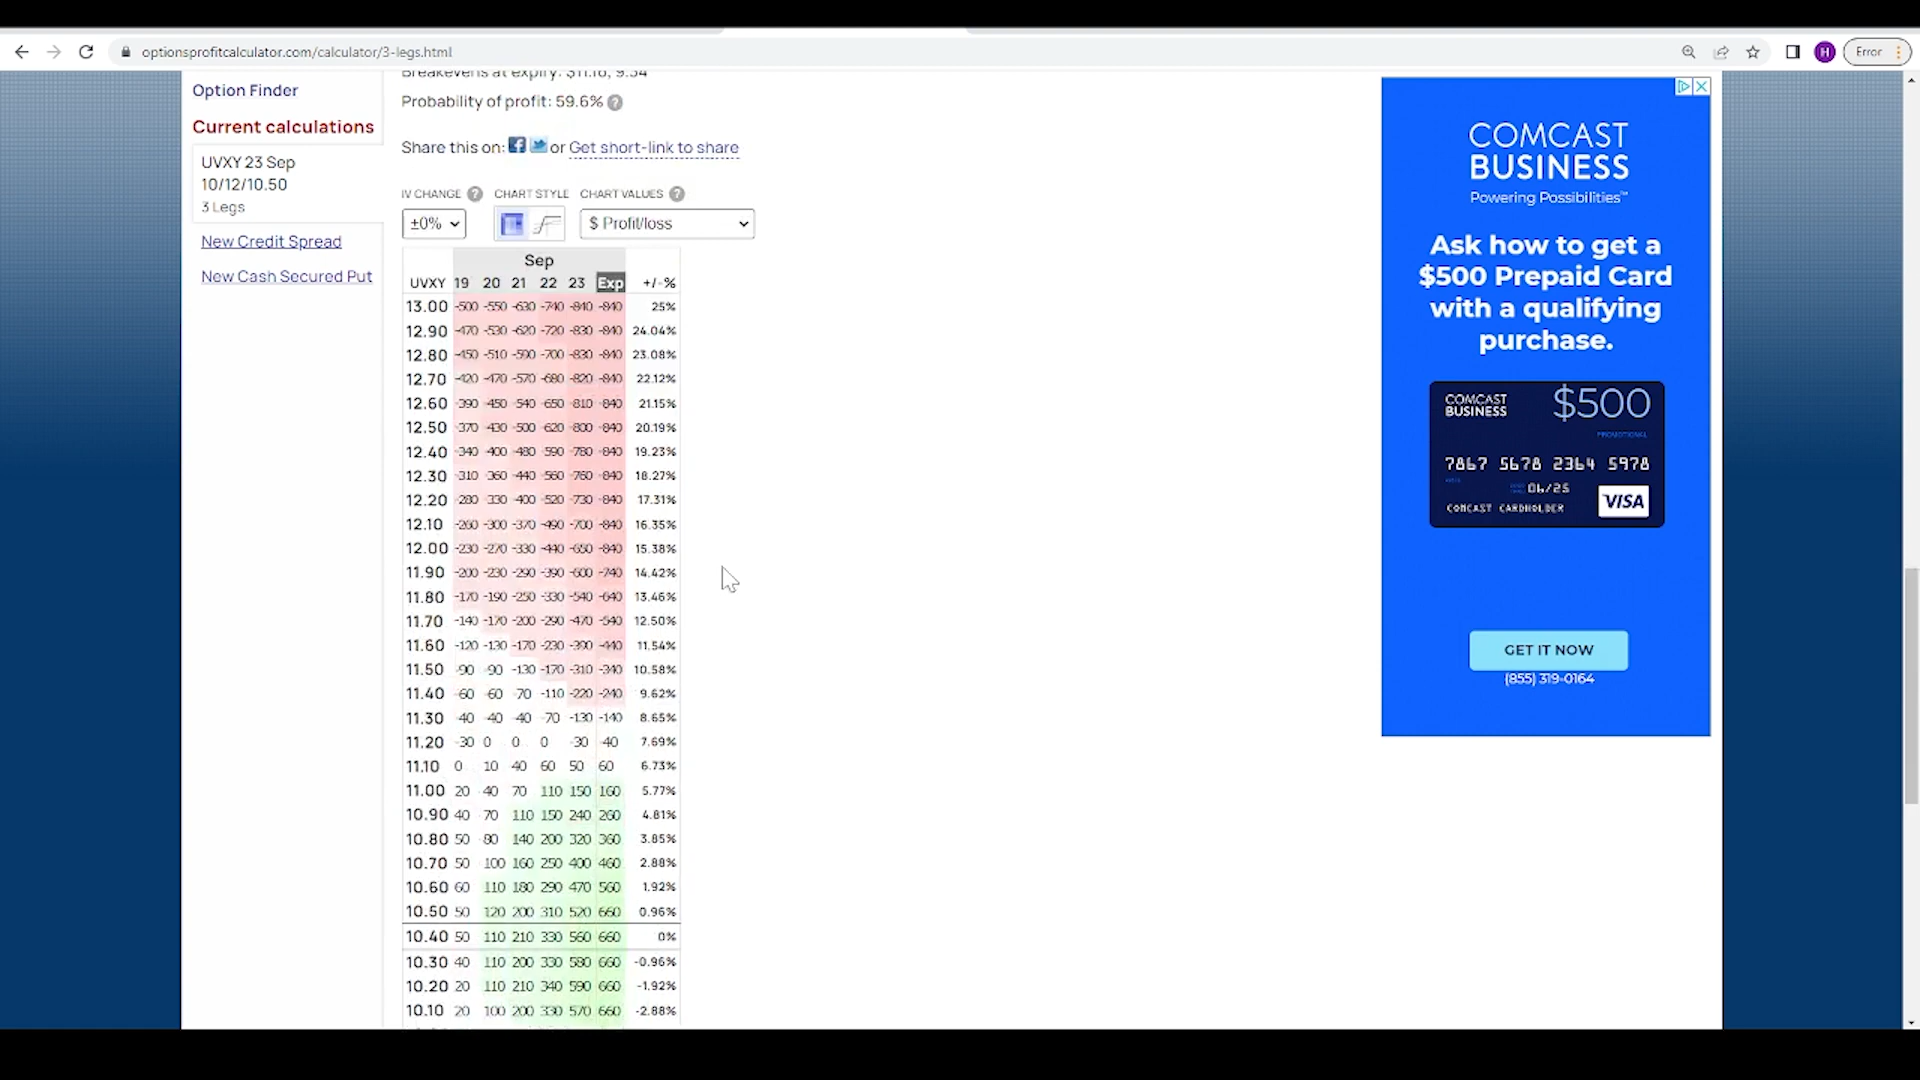 optionsprofitcalculator.com/calculator/3-legs.html
H
Error
Option Finder
Current calculations
UVXY 23 Sep
10/12/10.50
3 Legs
New Credit Spread
New Cash Secured Put
Breakevens at expiry: $11.16, 9.34
Probability of profit: 59.6% ?
Share this on: or Get short-link to share
IV CHANGE ? CHART STYLE CHART VALUES ?
±0% $ Profit/loss
Sep
UVXY 19 20 21 22 23 Exp +/-%
13.00 -500 -550 -630 -740 -840 -840 25%
12.90 -470 -530 -620 -720 -830 -840 24.04%
12.80 -450 -510 -590 -700 -830 -840 23.08%
12.70 -420 -470 -570 -680 -820 -840 22.12%
12.60 -390 -450 -540 -650 -810 -840 21.15%
12.50 -370 -430 -500 -620 -800 -840 20.19%
12.40 -340 -400 -480 -590 -780 -840 19.23%
12.30 -310 -360 -440 -560 -760 -840 18.27%
12.20 -280 -330 -400 -520 -730 -840 17.31%
12.10 -260 -300 -370 -490 -700 -840 16.35%
12.00 -230 -270 -330 -440 -650 -840 15.38%
11.90 -200 -230 -290 -390 -600 -740 14.42%
11.80 -170 -190 -250 -330 -540 -640 13.46%
11.70 -140 -170 -200 -290 -470 -540 12.50%
11.60 -120 -130 -170 -230 -390 -440 11.54%
11.50 -90 -90 -130 -170 -310 -340 10.58%
11.40 -60 -60 -70 -110 -220 -240 9.62%
11.30 -40 -40 -40 -70 -130 -140 8.65%
11.20 -30 0 0 0 -30 -40 7.69%
11.10 0 10 40 60 50 60 6.73%
11.00 20 40 70 110 150 160 5.77%
10.90 40 70 110 150 240 260 4.81%
10.80 50 80 140 200 320 360 3.85%
10.70 50 100 160 250 400 460 2.88%
10.60 60 110 180 290 470 560 1.92%
10.50 50 120 200 310 520 660 0.96%
10.40 50 110 210 330 560 660 0%
10.30 40 110 200 330 580 660 -0.96%
10.20 20 110 210 340 590 660 -1.92%
10.10 20 100 200 330 570 660 -2.88%
COMCAST
BUSINESS
Powering Possibilities™
Ask how to get a
$500 Prepaid Card
with a qualifying
purchase.
COMCAST
BUSINESS
$500
PROMOTIONAL
7867 5678 2364 5978
06/25
COMCAST CARDHOLDER
VISA
GET IT NOW
(855) 319-0164